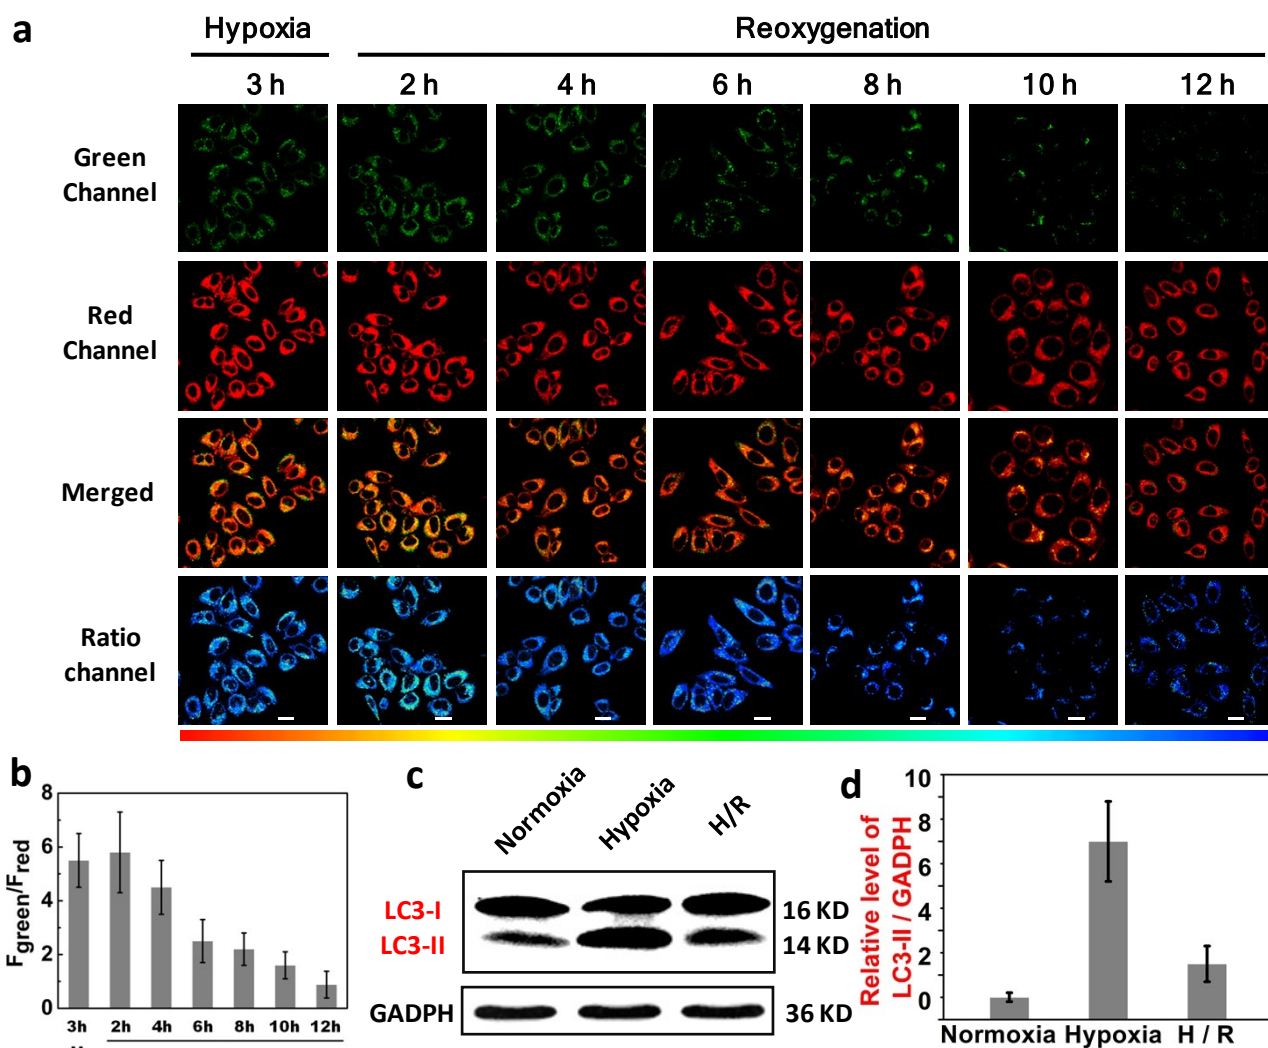 a
Hypoxia
Reoxygenation
3 h
2 h
4 h
6 h
8 h
10 h
12 h
Green
Channel
Red
Channel
Merged
Ratio
channel
b
8
6
4
2
0
Fgreen/Fred
3h
2h
4h
6h
8h
10h
12h
c
Normoxia
Hypoxia
H/R
LC3-I
16 KD
LC3-II
14 KD
GADPH
36 KD
d
10
8
6
4
2
0
Relative level of
LC3-II / GADPH
Normoxia
Hypoxia
H / R